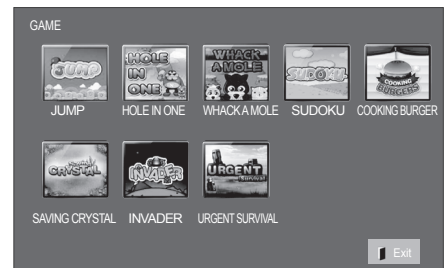 GAME
JUMP
HOLE
IN
ONE
WHACK
A MOLE
SUDOKU
COOKING
BURGERS
JUMP
HOLE IN ONE
WHACK A MOLE
SUDOKU
COOKING BURGER
CRYSTAL
INVADER
URGENT
SAVING CRYSTAL
INVADER
URGENT SURVIVAL
Exit